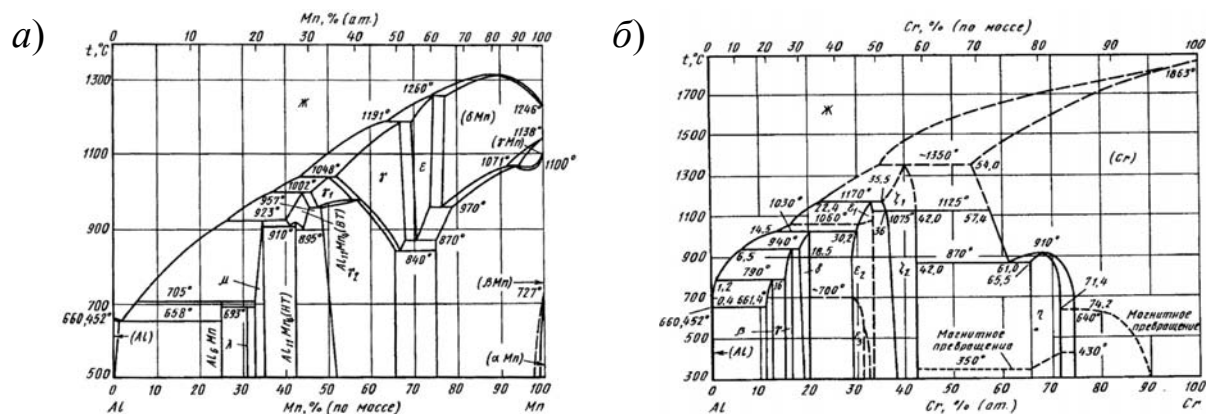 а)
Mn, % (ат.)
0 10 20 30 40 50 60 70 80 90 100
t, °C
1300
1100
900
700
500
Ж
1260°
1191°
(δMn)
1246°
1138°
(γMn)
1100°
1071°
1048°
1002°
957°
923°
910°
895°
γ
ε
γ₁
γ₂
970°
870°
840°
Al₁₁Mn₄(ВТ)
Al₁₁Mn₄(НТ)
μ
705°
658°
693°
660,452°
(Al)
Al₆Mn
λ
(βMn)
727°
(αMn)
0 10 20 30 40 50 60 70 80 90 100
Al Mn, % (по массе) Mn
б)
Cr, % (по массе)
0 10 20 30 40 50 60 70 80 90 100
t, °C
1700
1500
1300
1100
900
700
500
300
1863°
Ж
(Cr)
~1350°
35,5
54,0
1170°
22,4
ε₁
ζ₁
1125°
1030°
1060°
36
1075°
42,0
57,4
14,5
940°
30,2
18,5
870°
910°
6,5
790°
16
ε₂
ζ₂
42,0
61,0
65,5
71,4
1,2
0,4
661,4°
~700°
74,2
640°
660,452°
(Al)
ε₃
η
Магнитное
превращение
Магнитное
превращения
350°
430°
0 10 20 30 40 50 60 70 80 90 100
Al Cr, % (ат.) Cr